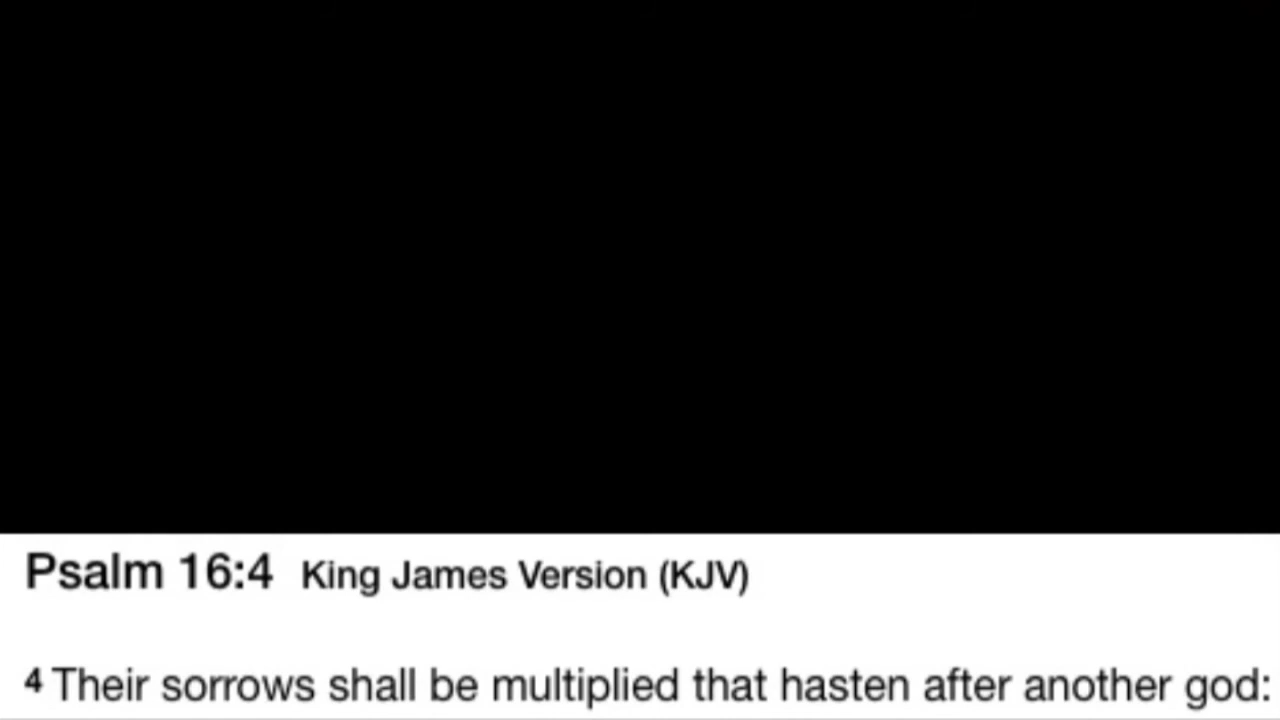 Psalm 16:4 King James Version (KJV)
4 Their sorrows shall be multiplied that hasten after another god: